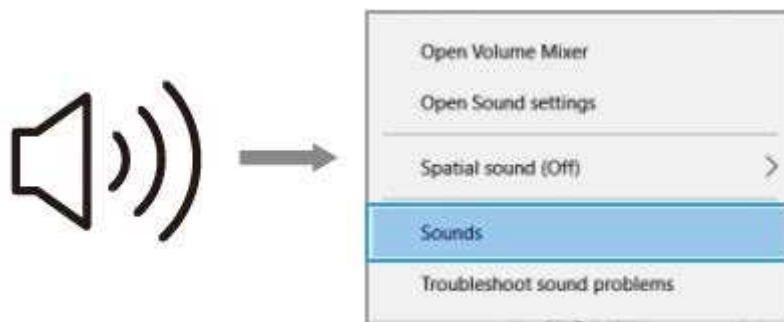 Open Volume Mixer
Open Sound settings
Spatial sound (Off)
Sounds
Troubleshoot sound problems